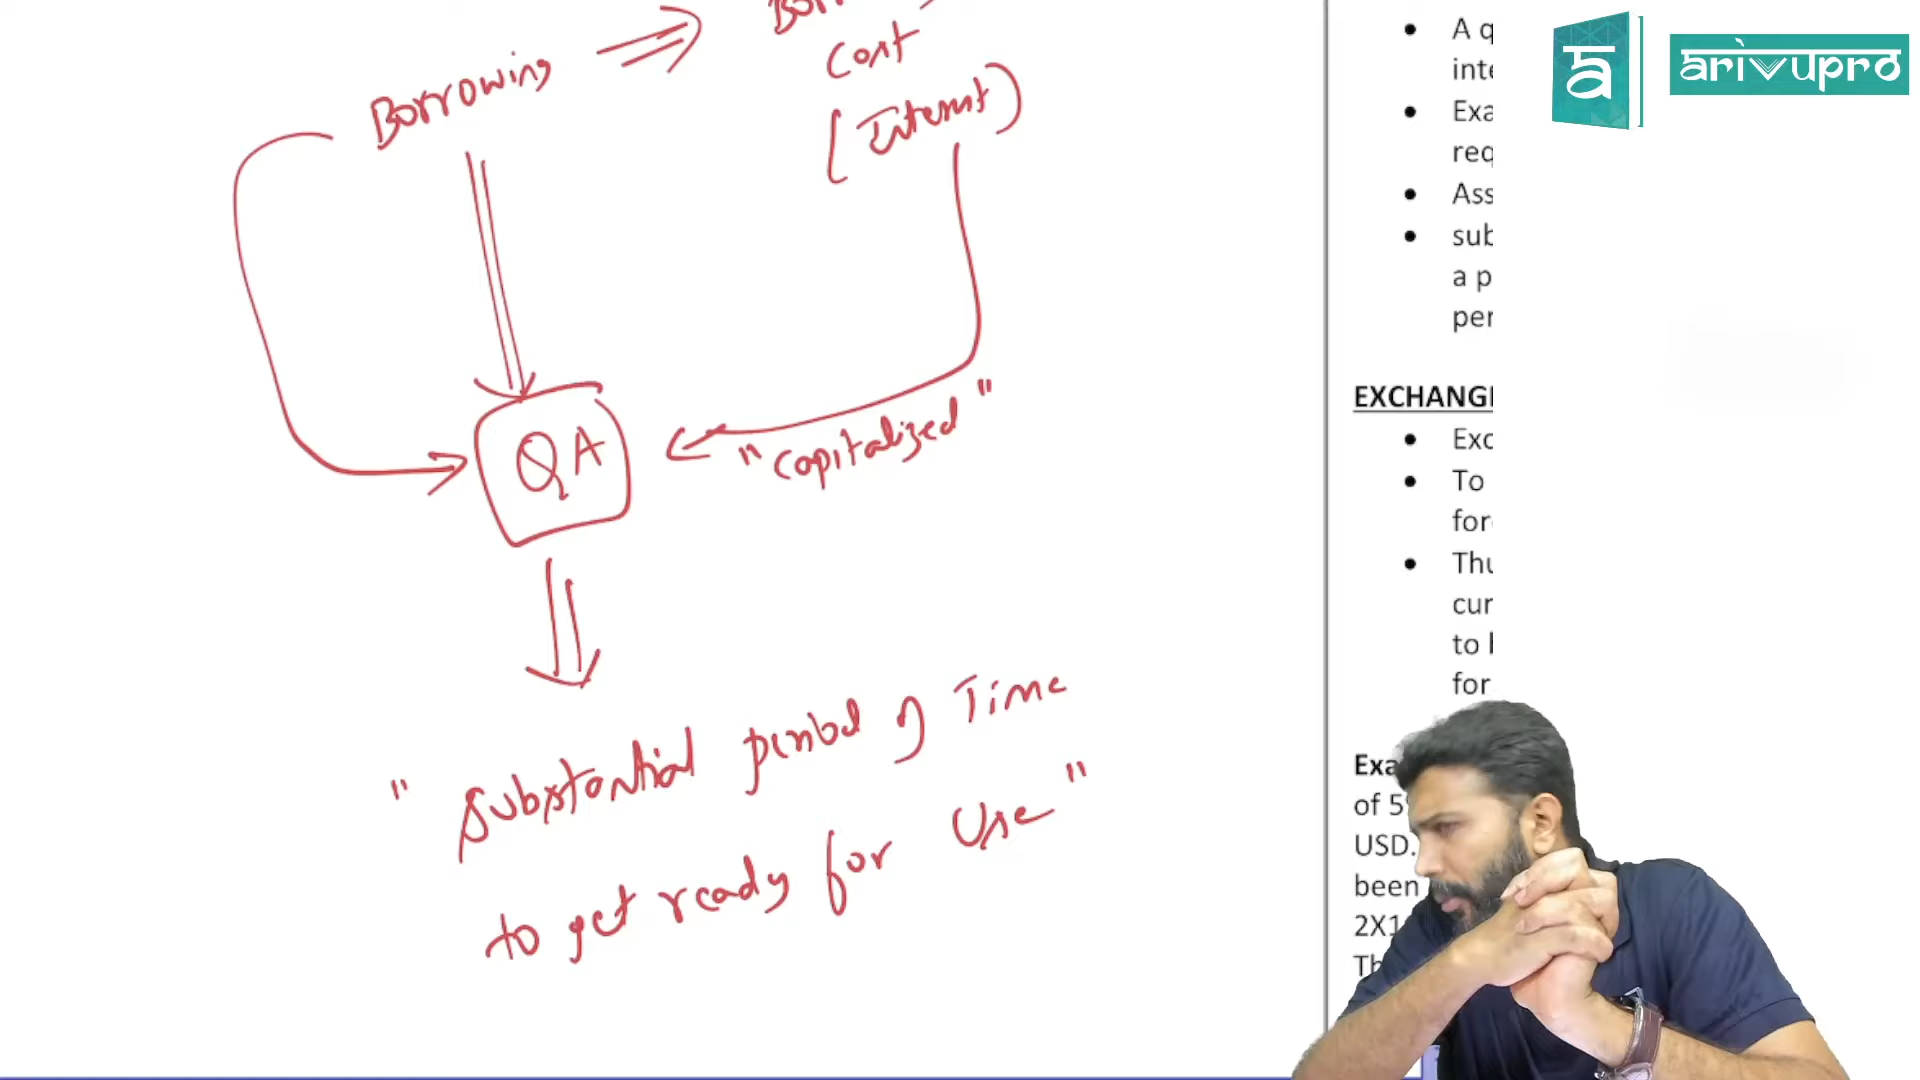 Borrowing
Cost
(Interest)
QA
"Capitalized"
" Substantial period of Time
to get ready for Use "
A q
inte
Exa
req
Ass
sub
a p
per
EXCHANG
Exc
To
for
Thu
cur
to
for
Exa
of 5
USD.
been
2X1
Th
ā
arivupro